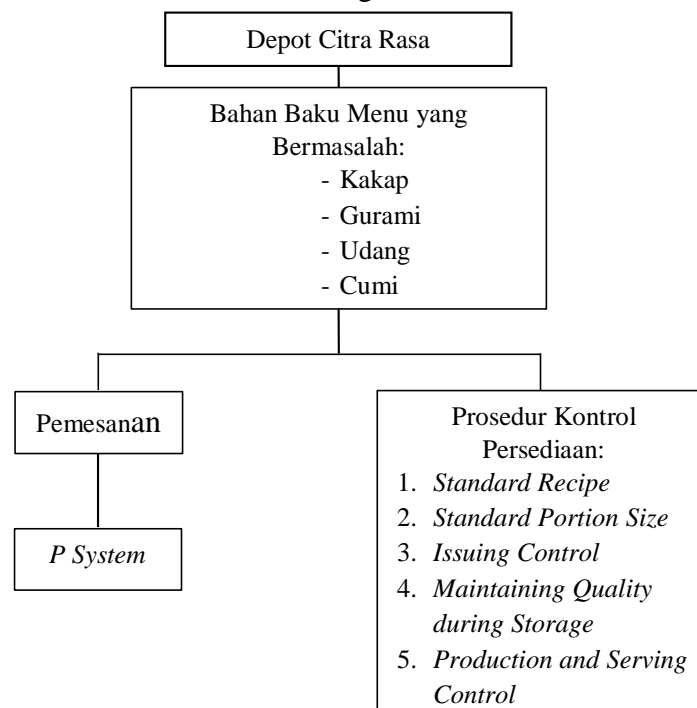 Depot Citra Rasa
Bahan Baku Menu yang
Bermasalah:
- Kakap
- Gurami
- Udang
- Cumi
Pemesanan
P System
Prosedur Kontrol
Persediaan:
1. Standard Recipe
2. Standard Portion Size
3. Issuing Control
4. Maintaining Quality
during Storage
5. Production and Serving
Control